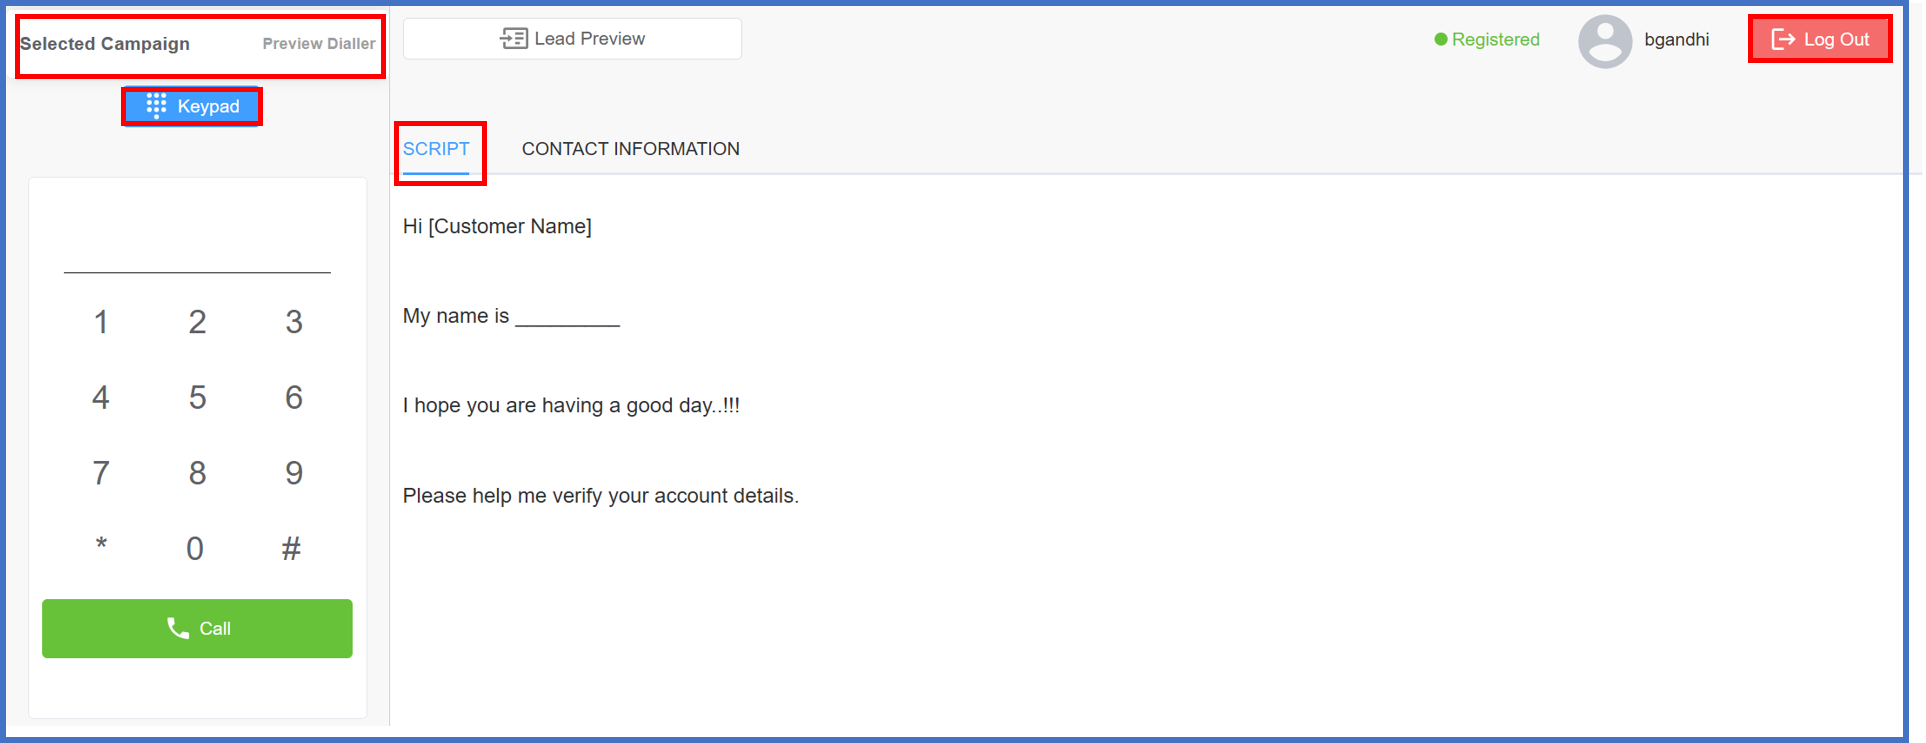 Selected Campaign Preview Dialler
Lead Preview
Registered
bgandhi
Log Out
Keypad
SCRIPT CONTACT INFORMATION
1 2 3
4 5 6
7 8 9
* 0 #
Call
Hi [Customer Name]
My name is _________
I hope you are having a good day..!!!
Please help me verify your account details.